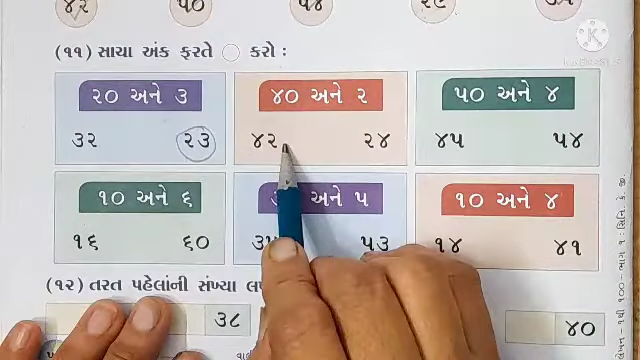 ૪૨ ૫૦ ૫૪ ૨૯
(૧૧) સાચા અંક ફરતે ◯ કરો :
૨૦ અને ૩ ૪૦ અને ૨ ૫૦ અને ૪
૩૨ ૨૩ ૪૨ ૨૪ ૪૫ ૫૪
૧૦ અને ૬ અને ૫ ૧૦ અને ૪
૧૬ ૬૦ ૫૩ ૧૪ ૪૧
(૧૨) તરત પહેલાંની સંખ્યા
૩૮ ૪૦
KINEMASTER